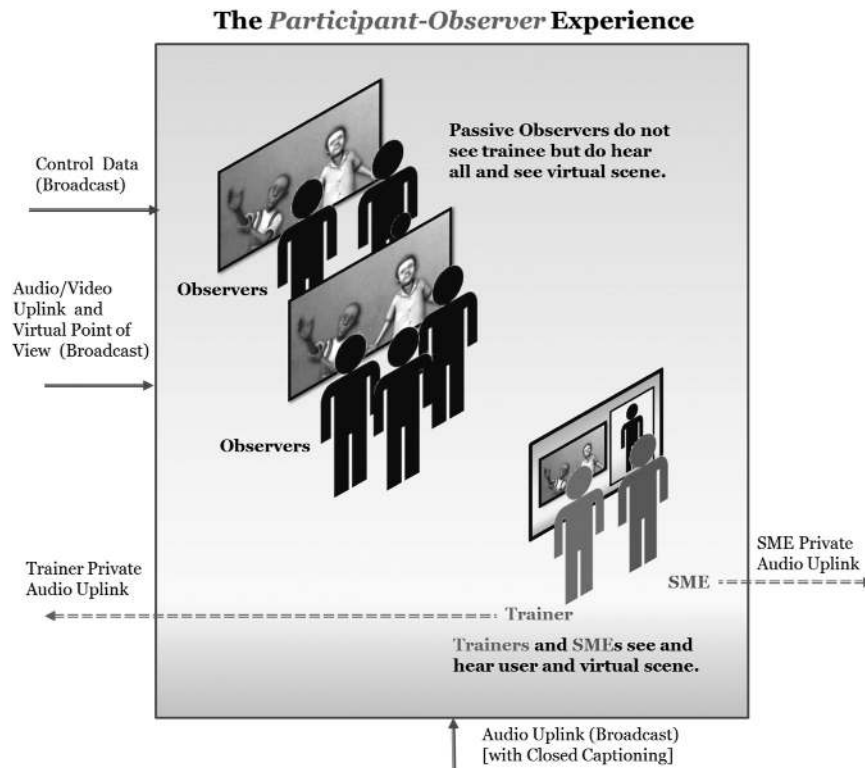 The Participant-Observer Experience
Passive Observers do not
see trainee but do hear
all and see virtual scene.
Control Data
(Broadcast)
Observers
Audio/Video
Uplink and
Virtual Point of
View (Broadcast)
Observers
Trainer Private
Audio Uplink
SME Private
Audio Uplink
SME
Trainer
Trainers and SMEs see and
hear user and virtual scene.
Audio Uplink (Broadcast)
[with Closed Captioning]